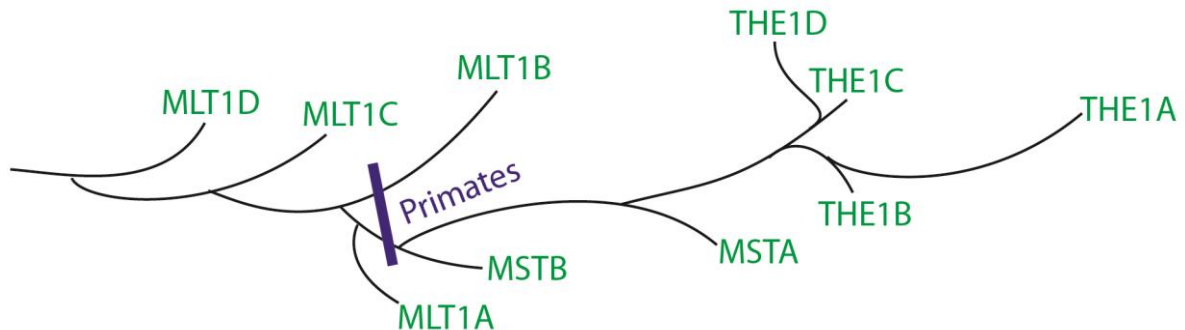 THE1D
MLT1B
THE1C
MLT1D
MLT1C
THE1A
Primates
THE1B
MSTA
MSTB
MLT1A